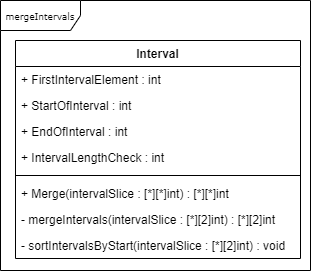 mergeIntervals
Interval
+ FirstIntervalElement : int
+ StartOfInterval : int
+ EndOfInterval : int
+ IntervalLengthCheck : int
+ Merge(intervalSlice : [*][*]int) : [*][*]int
- mergeIntervals(intervalSlice : [*][2]int) : [*][2]int
- sortIntervalsByStart(intervalSlice : [*][2]int) : void